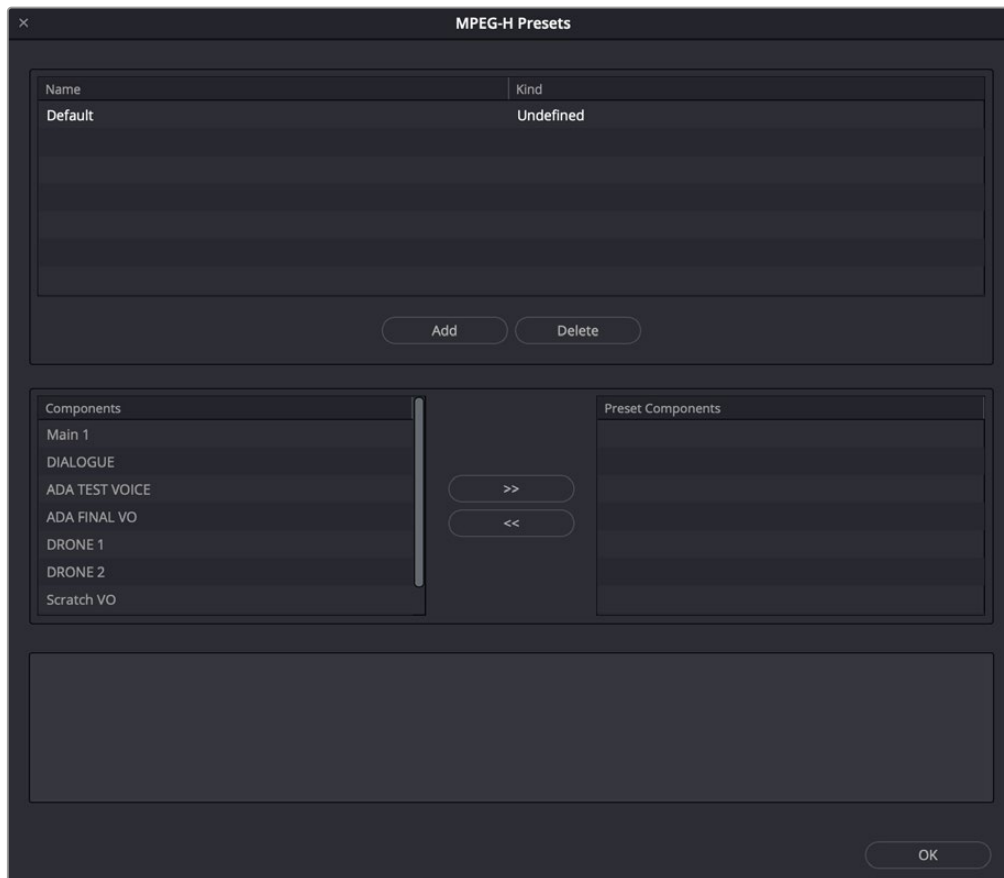 MPEG-H Presets
Name Kind
Default Undefined
Add Delete
Components Preset Components
Main 1
DIALOGUE
ADA TEST VOICE
>>
ADA FINAL VO
<<
DRONE 1
DRONE 2
Scratch VO
OK